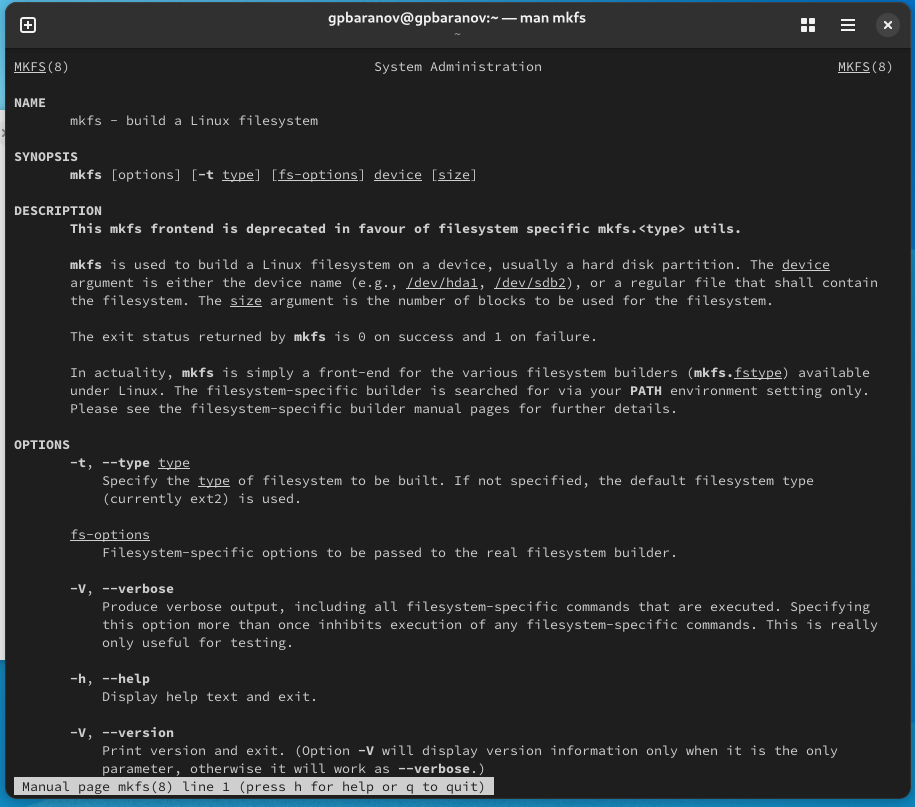 gpbaranov@gpbaranov:~ — man mkfs
~
MKFS(8) System Administration MKFS(8)
NAME
mkfs - build a Linux filesystem
SYNOPSIS
mkfs [options] [-t type] [fs-options] device [size]
DESCRIPTION
This mkfs frontend is deprecated in favour of filesystem specific mkfs.<type> utils.
mkfs is used to build a Linux filesystem on a device, usually a hard disk partition. The device
argument is either the device name (e.g., /dev/hda1, /dev/sdb2), or a regular file that shall contain
the filesystem. The size argument is the number of blocks to be used for the filesystem.
The exit status returned by mkfs is 0 on success and 1 on failure.
In actuality, mkfs is simply a front-end for the various filesystem builders (mkfs.fstype) available
under Linux. The filesystem-specific builder is searched for via your PATH environment setting only.
Please see the filesystem-specific builder manual pages for further details.
OPTIONS
-t, --type type
Specify the type of filesystem to be built. If not specified, the default filesystem type
(currently ext2) is used.
fs-options
Filesystem-specific options to be passed to the real filesystem builder.
-V, --verbose
Produce verbose output, including all filesystem-specific commands that are executed. Specifying
this option more than once inhibits execution of any filesystem-specific commands. This is really
only useful for testing.
-h, --help
Display help text and exit.
-V, --version
Print version and exit. (Option -V will display version information only when it is the only
parameter, otherwise it will work as --verbose.)
Manual page mkfs(8) line 1 (press h for help or q to quit)